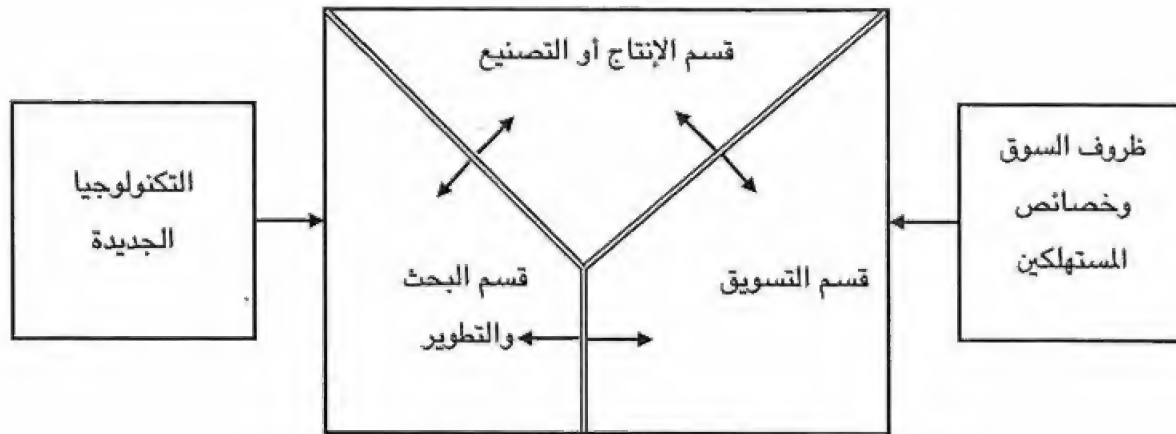 قسم الإنتاج أو التصنيع
ظروف السوق
وخصائص
المستهلكين
التكنولوجيا
الجديدة
قسم التسويق
قسم البحث
والتطوير